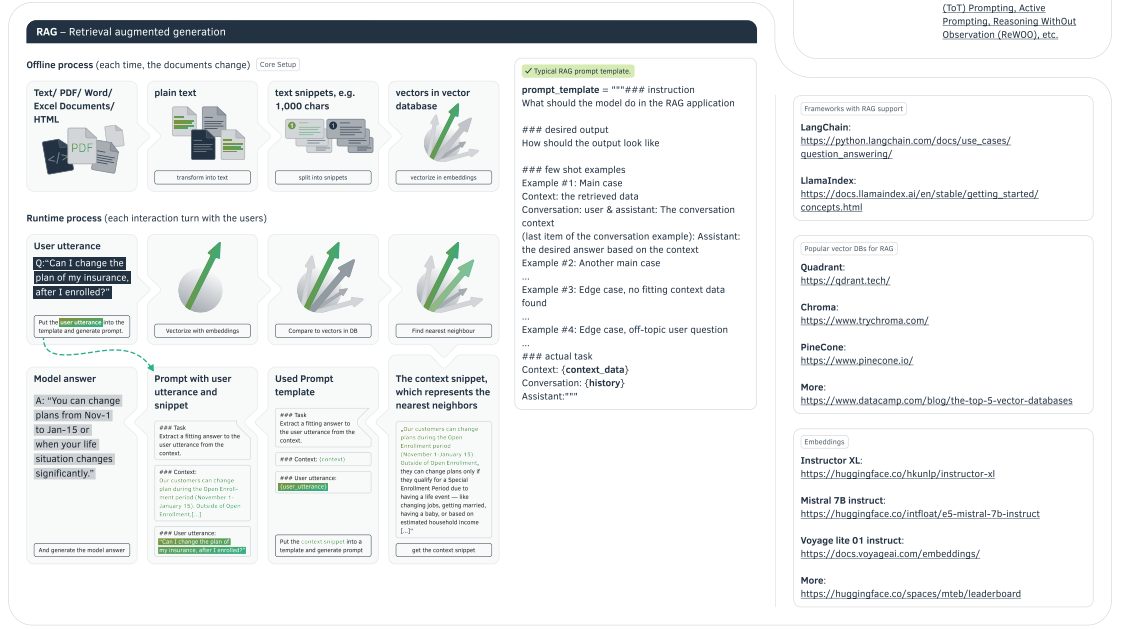 (ToT) Prompting, Active
Prompting, Reasoning WithOut
Observation (ReWOO), etc.
RAG – Retrieval augmented generation
Offline process (each time, the documents change)
Core Setup
Text/ PDF/ Word/
Excel Documents/
HTML
</>
PDF
plain text
transform into text
text snippets, e.g.
1,000 chars
1
1
split into snippets
vectors in vector
database
vectorize in embeddings
Runtime process (each interaction turn with the users)
User utterance
Q:“Can I change the
plan of my insurance,
after I enrolled?”
Put the user utterance into the
template and generate prompt.
Vectorize with embeddings
Compare to vectors in DB
Find nearest neighbour
Model answer
A: “You can change
plans from Nov-1
to Jan-15 or
when your life
situation changes
significantly.”
And generate the model answer
Prompt with user
utterance and
snippet
### Task
Extract a fitting answer to the
user utterance from the
context.
### Context:
Our customers can change
plan during the Open Enroll-
ment period (November 1-
January 15). Outside of Open
Enrollment,[...]
### User utterance:
“Can I change the plan of
my insurance, after I enrolled?”
Used Prompt
template
### Task
Extract a fitting answer to
the user utterance from the
context.
### Context: {context}
### User utterance:
{user_utterance}
Put the context snippet into a
template and generate prompt
The context snippet,
which represents the
nearest neighbors
„Our customers can change
plans during the Open
Enrollment period
(November 1-January 15).
Outside of Open Enrollment,
they can change plans only if
they qualify for a Special
Enrollment Period due to
having a life event — like
changing jobs, getting married,
having a baby, or based on
estimated household income
[...]“
get the context snippet
✓ Typical RAG prompt template.
prompt_template = """### instruction
What should the model do in the RAG application
### desired output
How should the output look like
### few shot examples
Example #1: Main case
Context: the retrieved data
Conversation: user & assistant: The conversation
context
(last item of the conversation example): Assistant:
the desired answer based on the context
Example #2: Another main case
...
Example #3: Edge case, no fitting context data
found
...
Example #4: Edge case, off-topic user question
...
### actual task
Context: {context_data}
Conversation: {history}
Assistant:"""
Frameworks with RAG support
LangChain:
https://python.langchain.com/docs/use_cases/
question_answering/
LlamaIndex:
https://docs.llamaindex.ai/en/stable/getting_started/
concepts.html
Popular vector DBs for RAG
Quadrant:
https://qdrant.tech/
Chroma:
https://www.trychroma.com/
PineCone:
https://www.pinecone.io/
More:
https://www.datacamp.com/blog/the-top-5-vector-databases
Embeddings
Instructor XL:
https://huggingface.co/hkunlp/instructor-xl
Mistral 7B instruct:
https://huggingface.co/intfloat/e5-mistral-7b-instruct
Voyage lite 01 instruct:
https://docs.voyageai.com/embeddings/
More:
https://huggingface.co/spaces/mteb/leaderboard